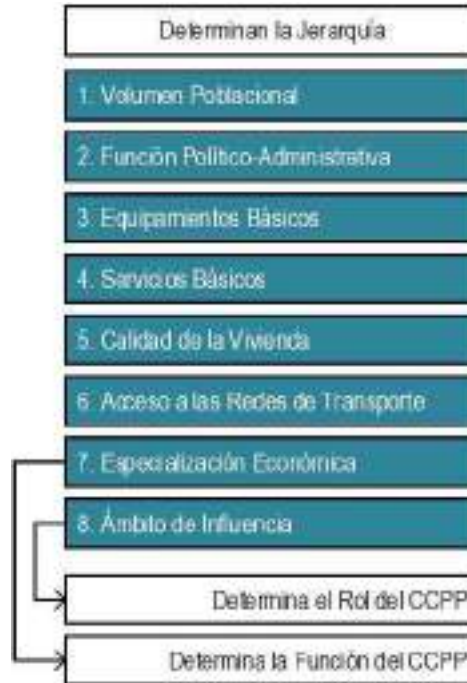 Determinan la Jerarquía
1. Volumen Poblacional
2. Función Político-Administrativa
3. Equipamientos Básicos
4. Servicios Básicos
5. Calidad de la Vivienda
6. Acceso a las Redes de Transporte
7. Especialización Económica
8. Ámbito de Influencia
Determina el Rol del CCPP
Determina la Función del CCPP